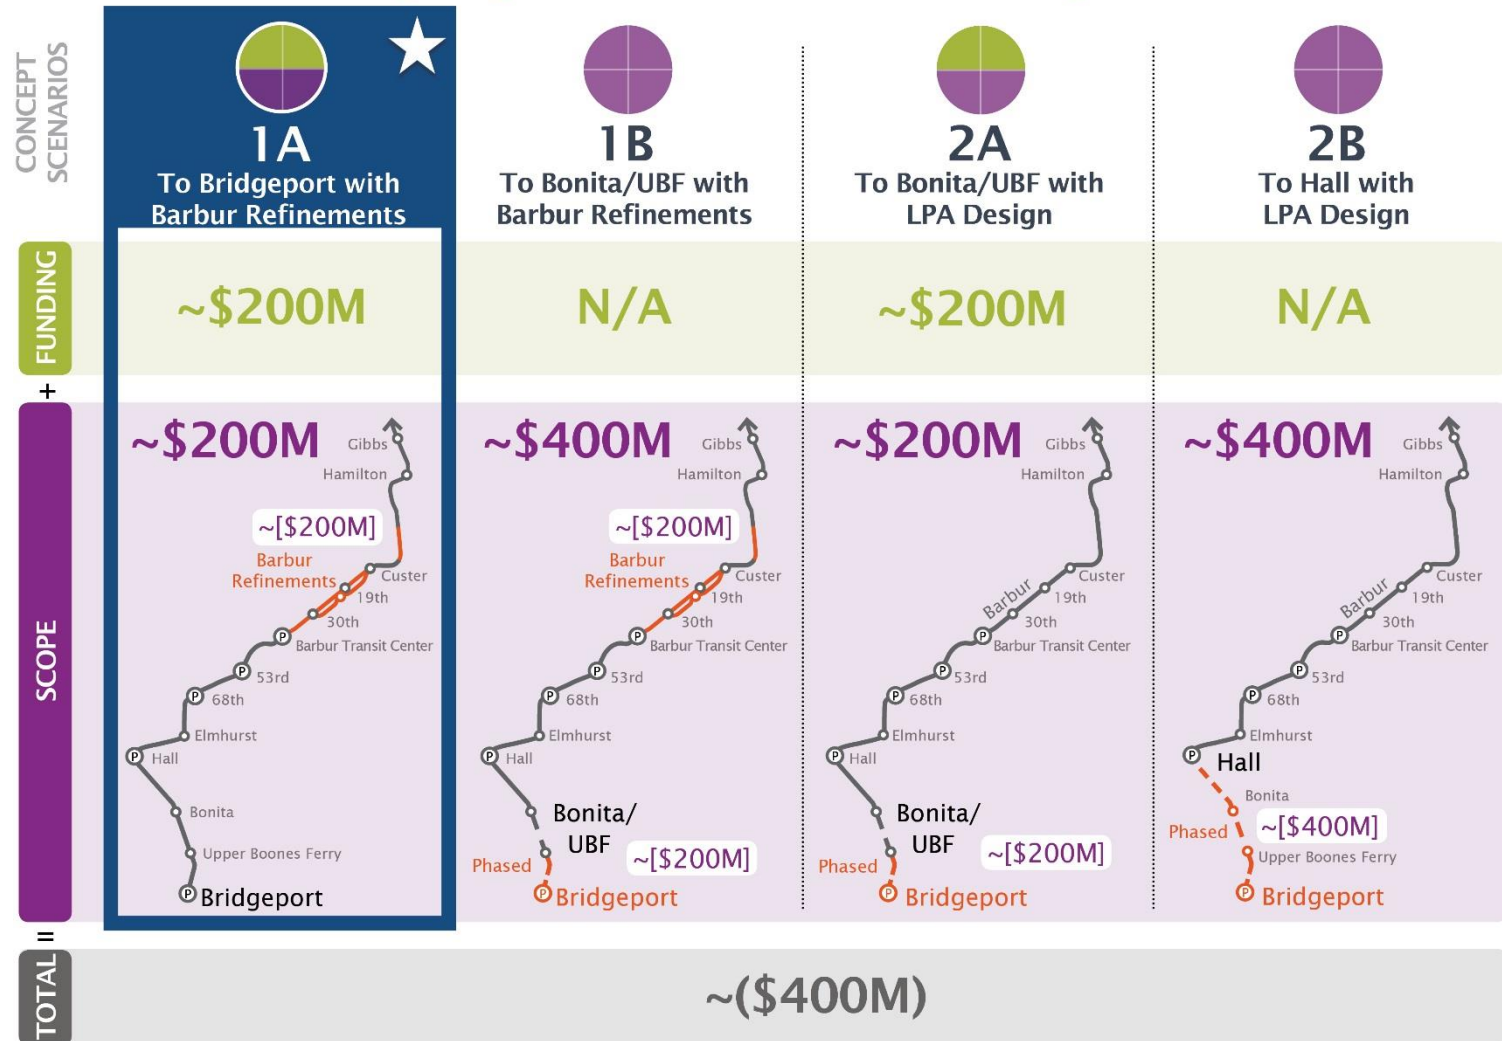 CONCEPT
SCENARIOS
1A
To Bridgeport with
Barbur Refinements
1B
To Bonita/UBF with
Barbur Refinements
2A
To Bonita/UBF with
LPA Design
2B
To Hall with
LPA Design
FUNDING
~$200M
N/A
~$200M
N/A
+
SCOPE
~$200M
Gibbs
Hamilton
~[$200M]
Barbur
Refinements
Custer
19th
30th
P
Barbur Transit Center
P
53rd
P
68th
Elmhurst
P
Hall
Bonita
Upper Boones Ferry
P
Bridgeport
~$400M
Gibbs
Hamilton
~[$200M]
Barbur
Refinements
Custer
19th
30th
P
Barbur Transit Center
P
53rd
P
68th
Elmhurst
P
Hall
Bonita/
UBF
~[$200M]
Phased
P
Bridgeport
~$200M
Gibbs
Hamilton
Custer
Barbur
19th
30th
P
Barbur Transit Center
P
53rd
P
68th
Elmhurst
P
Hall
Bonita/
UBF
~[$200M]
Phased
P
Bridgeport
~$400M
Gibbs
Hamilton
Custer
Barbur
19th
30th
P
Barbur Transit Center
P
53rd
P
68th
Elmhurst
P
Hall
Bonita
Phased
~[$400M]
Upper Boones Ferry
P
Bridgeport
=
TOTAL
~($400M)